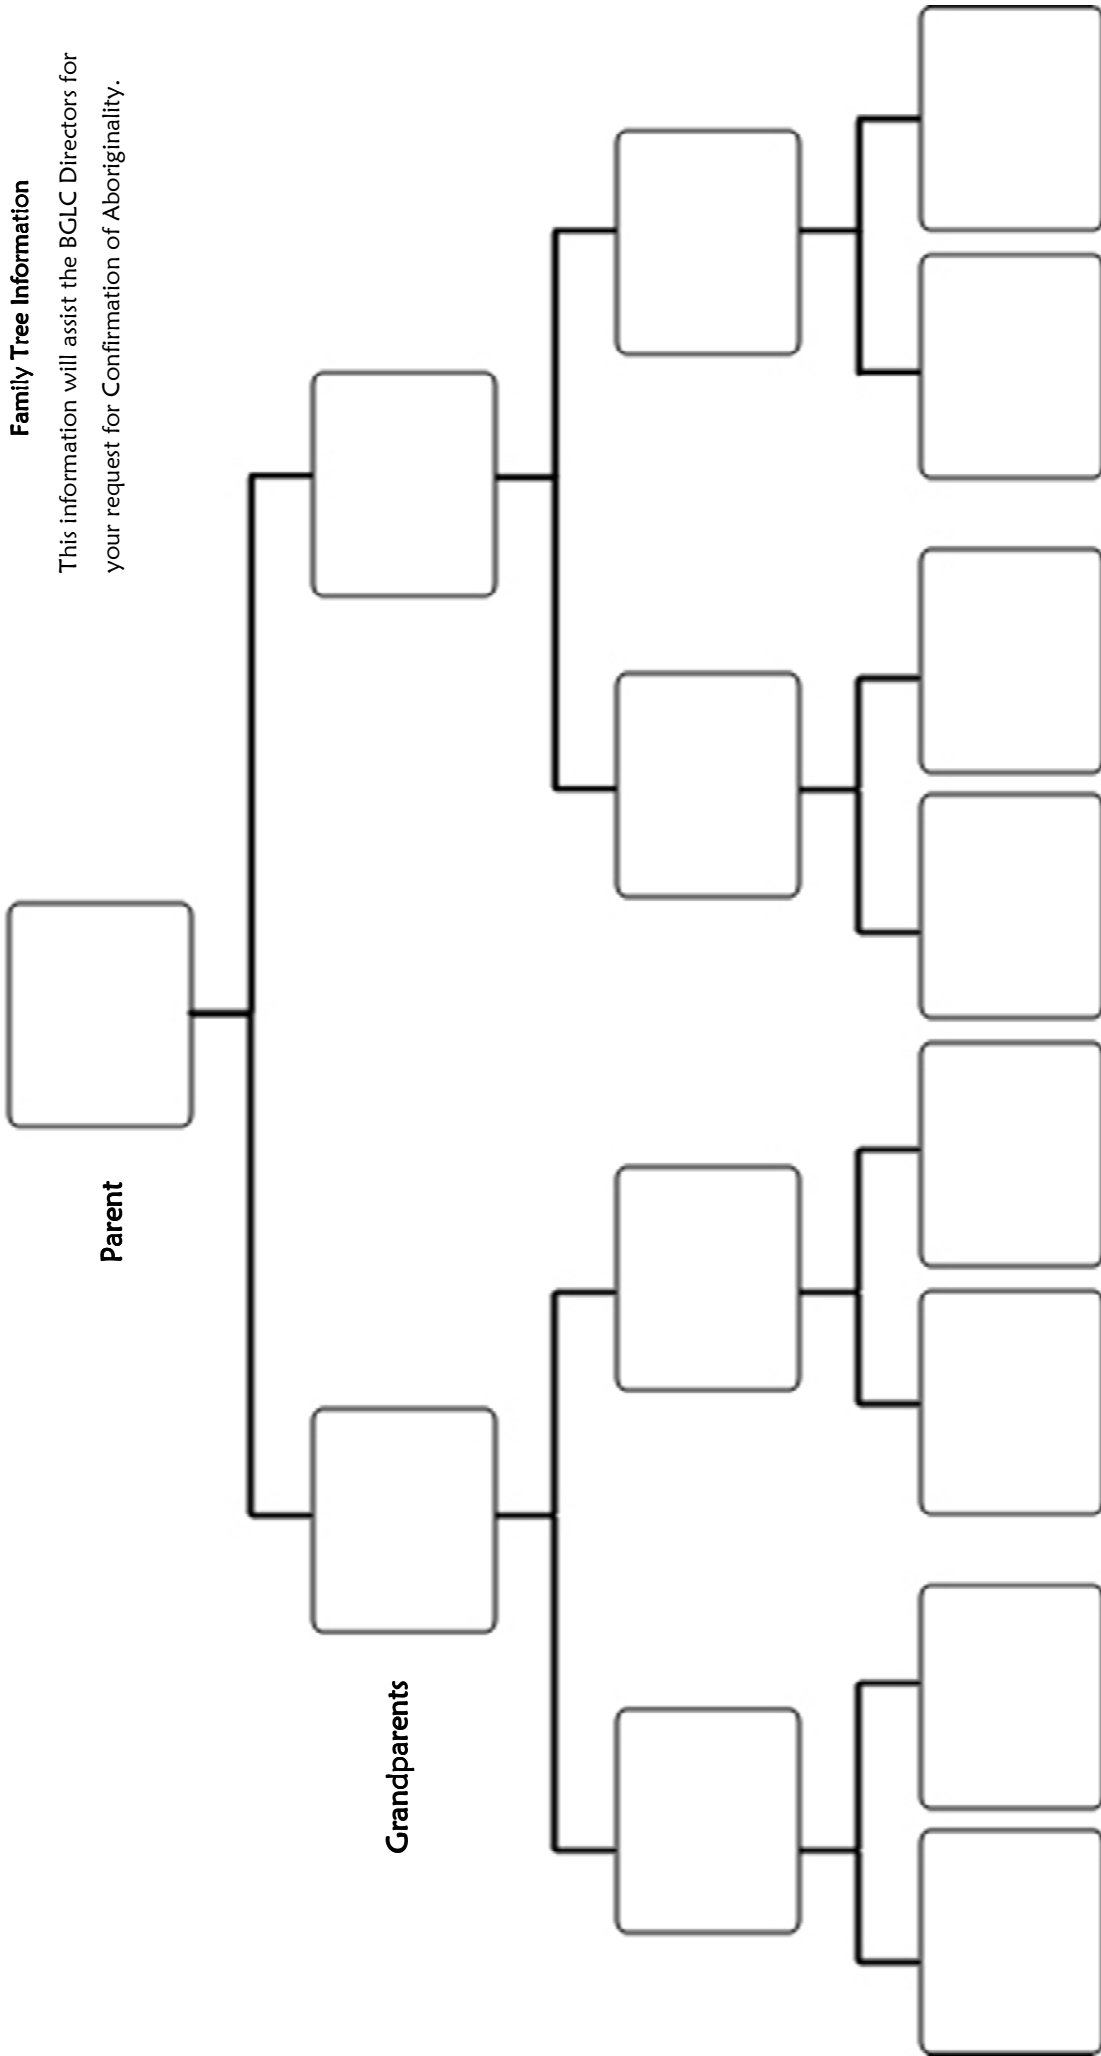 Family Tree Information
This information will assist the BGLC Directors for
your request for Confirmation of Aboriginality.
Parent
Grandparents